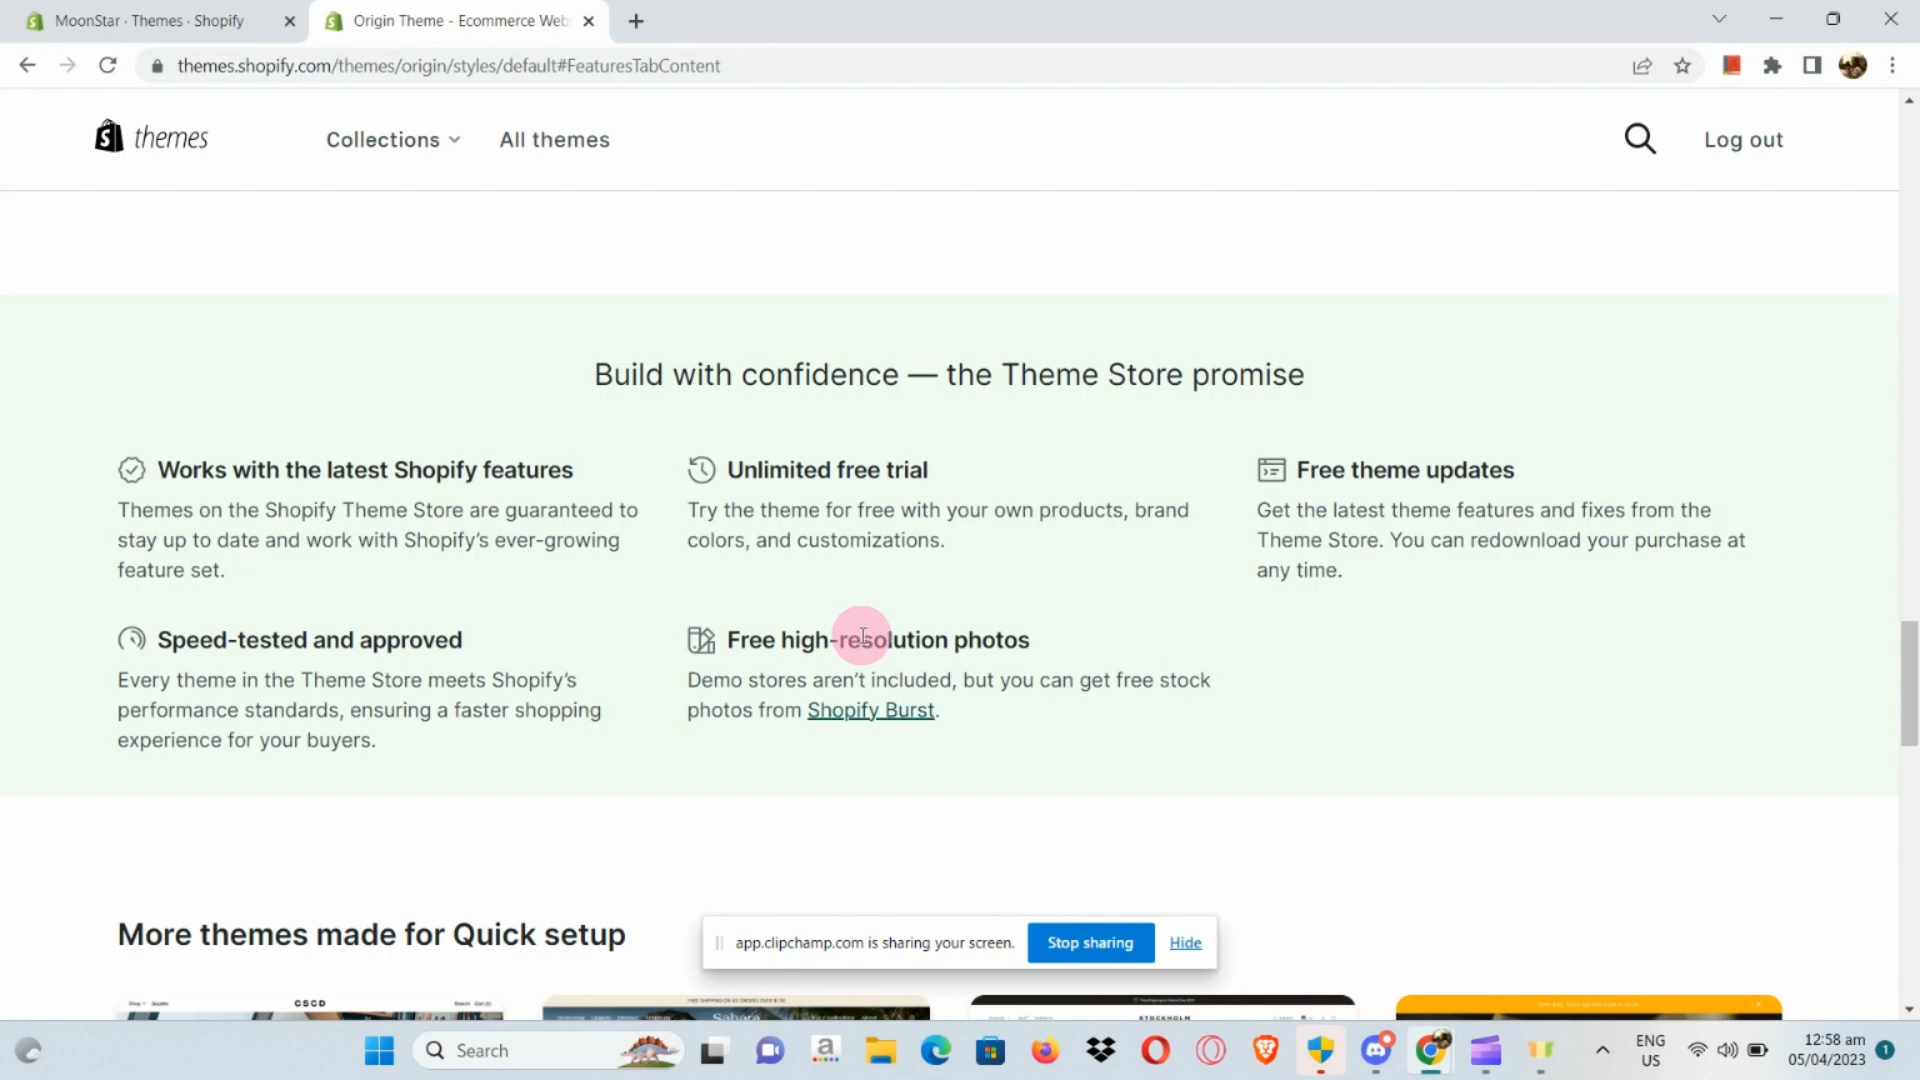 MoonStar · Themes · Shopify
Origin Theme - Ecommerce Web
themes.shopify.com/themes/origin/styles/default#FeaturesTabContent
themes
Collections
All themes
Log out
Build with confidence — the Theme Store promise
Works with the latest Shopify features
Themes on the Shopify Theme Store are guaranteed to
stay up to date and work with Shopify's ever-growing
feature set.
Unlimited free trial
Try the theme for free with your own products, brand
colors, and customizations.
Free theme updates
Get the latest theme features and fixes from the
Theme Store. You can redownload your purchase at
any time.
Speed-tested and approved
Every theme in the Theme Store meets Shopify's
performance standards, ensuring a faster shopping
experience for your buyers.
Free high-resolution photos
Demo stores aren't included, but you can get free stock
photos from Shopify Burst.
More themes made for Quick setup
app.clipchamp.com is sharing your screen.
Stop sharing
Hide
CSCD
Sahara
STOCKHOLM
Search
ENG
US
12:58 am
05/04/2023
1